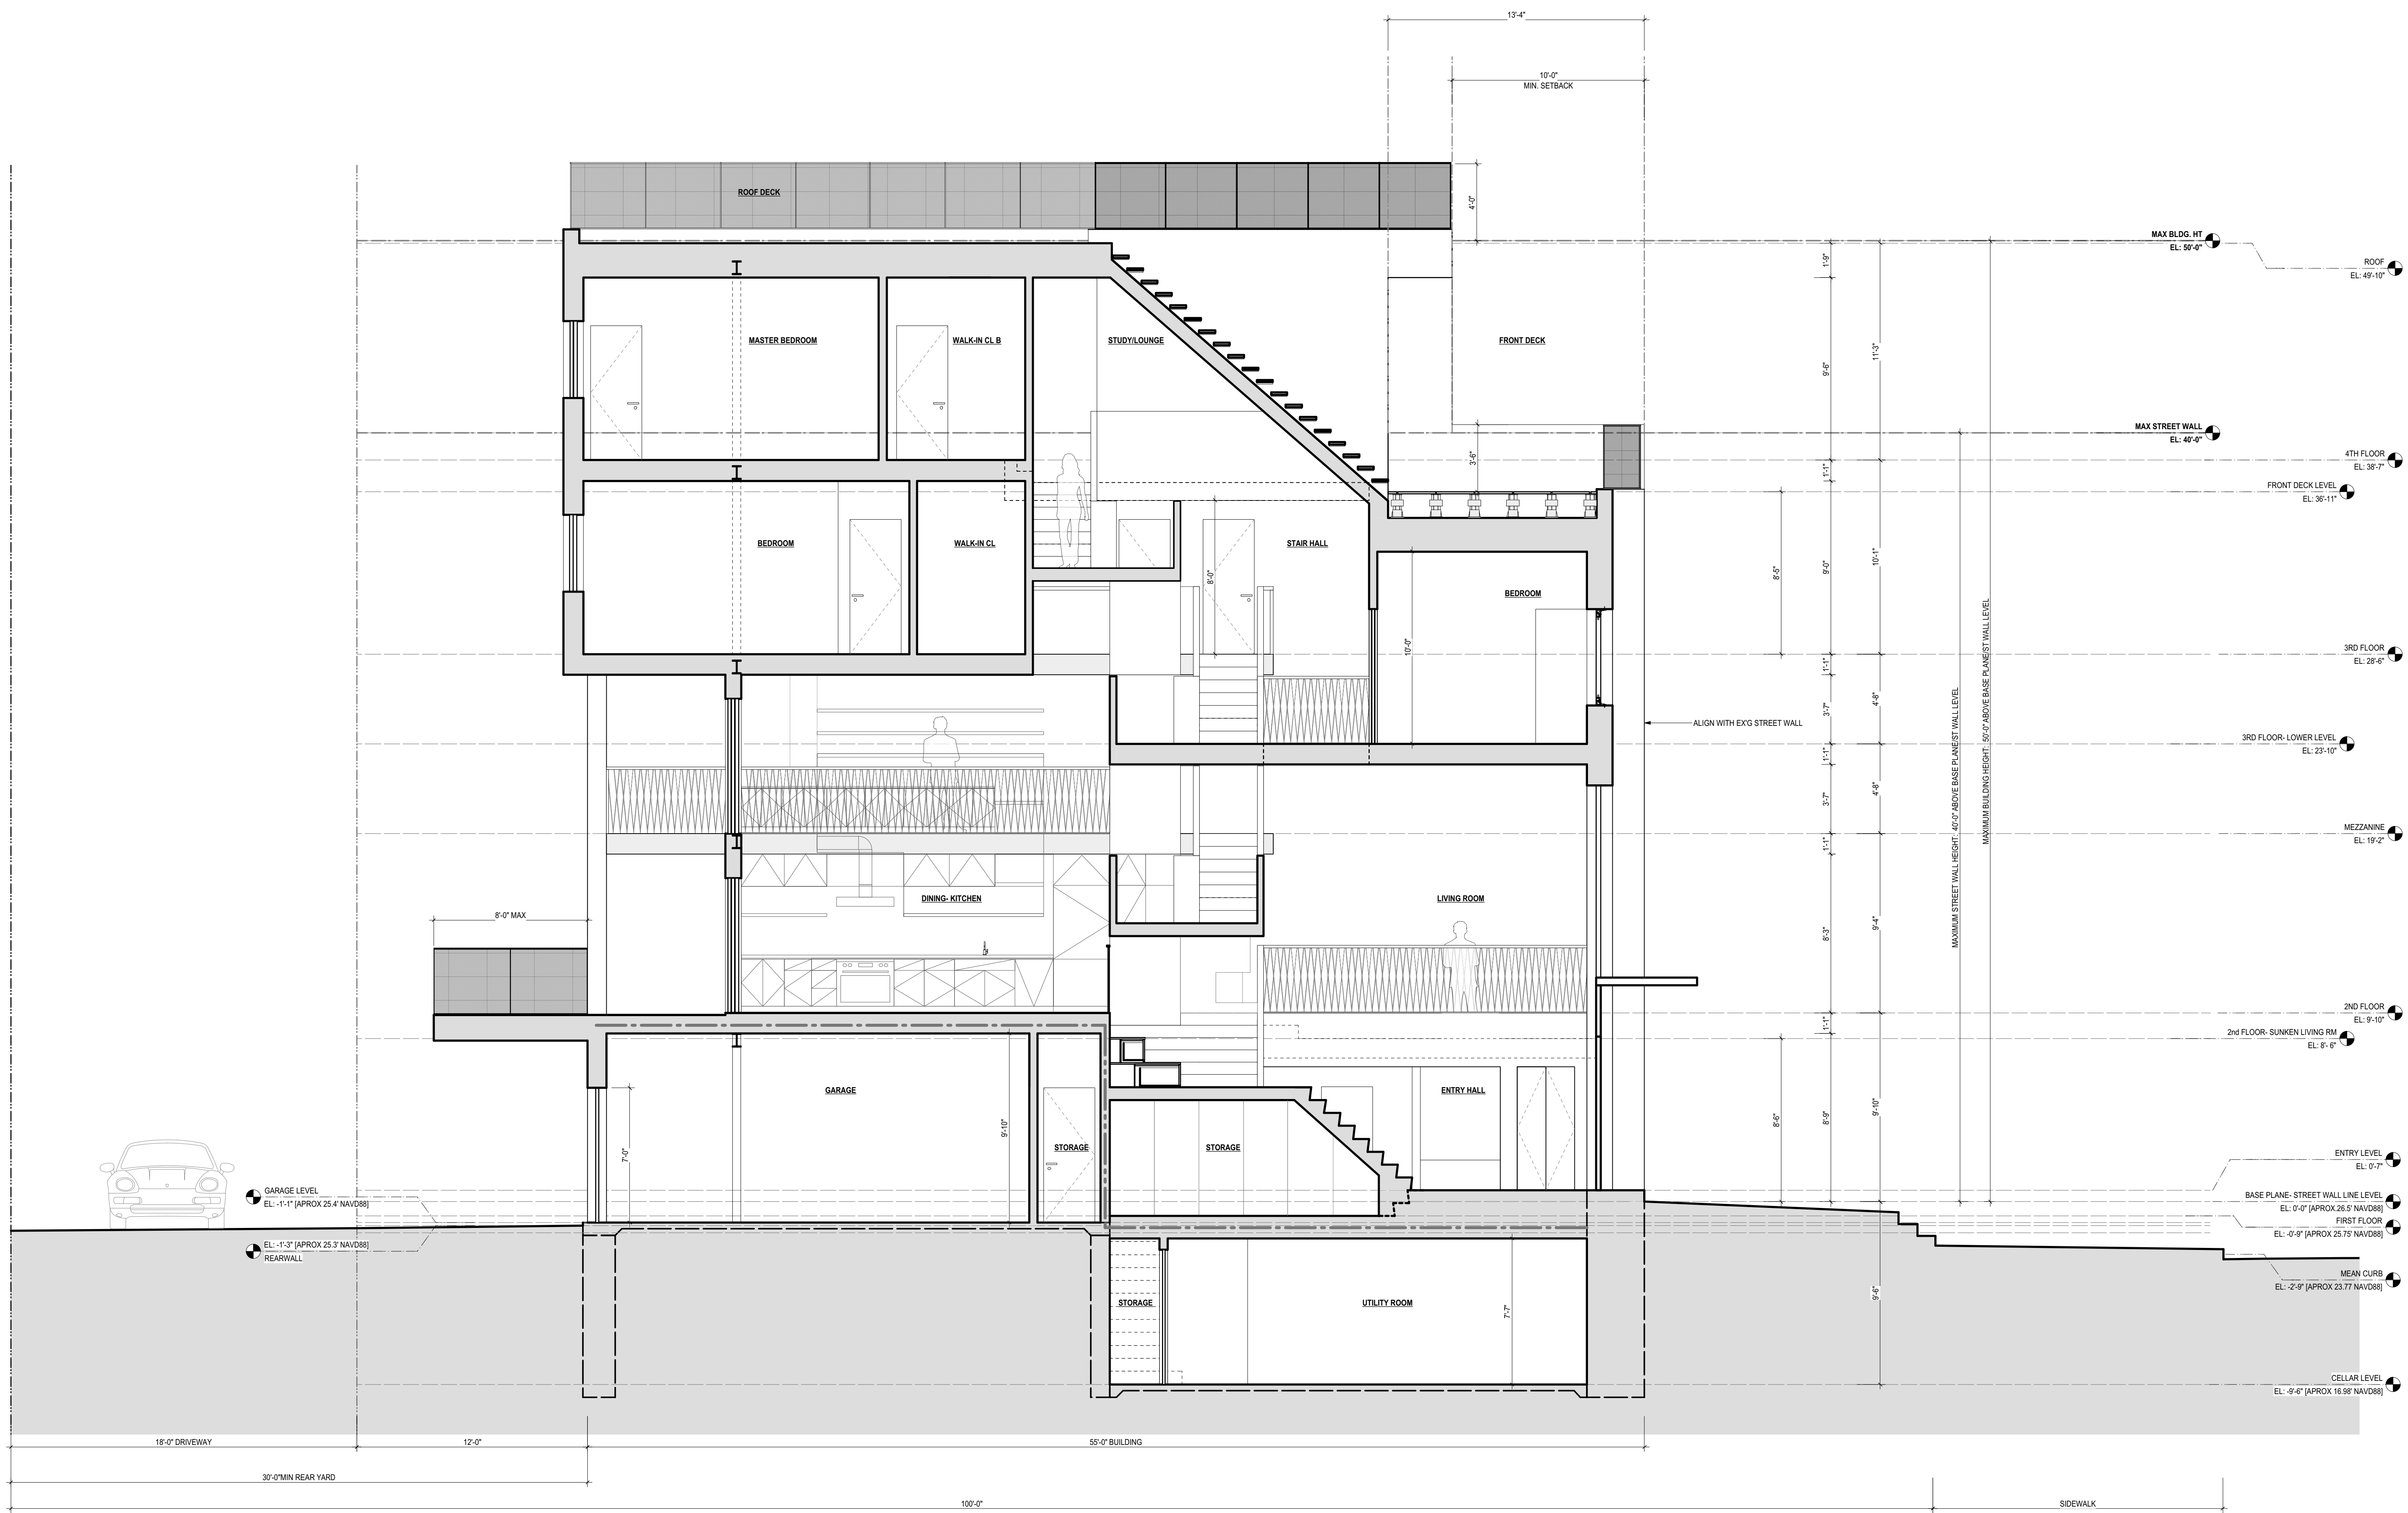 13'-4"
10'-0"
MIN. SETBACK
ROOF DECK
4'-0"
MAX BLDG. HT
EL: 50'-0"
ROOF
EL: 49'-10"
1'-9"
MASTER BEDROOM
WALK-IN CL B
STUDY/LOUNGE
FRONT DECK
9'-6"
11'-3"
MAX STREET WALL
EL: 40'-0"
4TH FLOOR
EL: 38'-7"
3'-6"
1'-1"
FRONT DECK LEVEL
EL: 36'-11"
BEDROOM
WALK-IN CL
STAIR HALL
8'-0"
BEDROOM
8'-5"
9'-0"
10'-1"
10'-0"
3RD FLOOR
EL: 28'-6"
1'-1"
3'-7"
4'-8"
ALIGN WITH EX'G STREET WALL
MAXIMUM STREET WALL HEIGHT: 40'-0" ABOVE BASE PLANE/ST WALL LEVEL
MAXIMUM BUILDING HEIGHT: 50'-0" ABOVE BASE PLANE/ST WALL LEVEL
3RD FLOOR- LOWER LEVEL
EL: 23'-10"
1'-1"
3'-7"
4'-8"
MEZZANINE
EL: 19'-2"
1'-1"
DINING- KITCHEN
LIVING ROOM
8'-0" MAX
8'-3"
9'-4"
2ND FLOOR
EL: 9'-10"
1'-1"
2nd FLOOR- SUNKEN LIVING RM
EL: 8'- 6"
GARAGE
ENTRY HALL
9'-10"
7'-0"
STORAGE
STORAGE
8'-6"
8'-9"
9'-10"
ENTRY LEVEL
EL: 0'-7"
GARAGE LEVEL
EL: -1'-1" [APROX 25.4' NAVD88]
BASE PLANE- STREET WALL LINE LEVEL
EL: 0'-0" [APROX.26.5' NAVD88]
FIRST FLOOR
EL: -0'-9" [APROX 25.75' NAVD88]
EL: -1'-3" [APROX 25.3' NAVD88]
REARWALL
MEAN CURB
EL: -2'-9" [APROX 23.77 NAVD88]
STORAGE
UTILITY ROOM
7'-7"
9'-6"
CELLAR LEVEL
EL: -9'-6" [APROX 16.98' NAVD88]
18'-0" DRIVEWAY
12'-0"
55'-0" BUILDING
30'-0"MIN REAR YARD
100'-0"
SIDEWALK